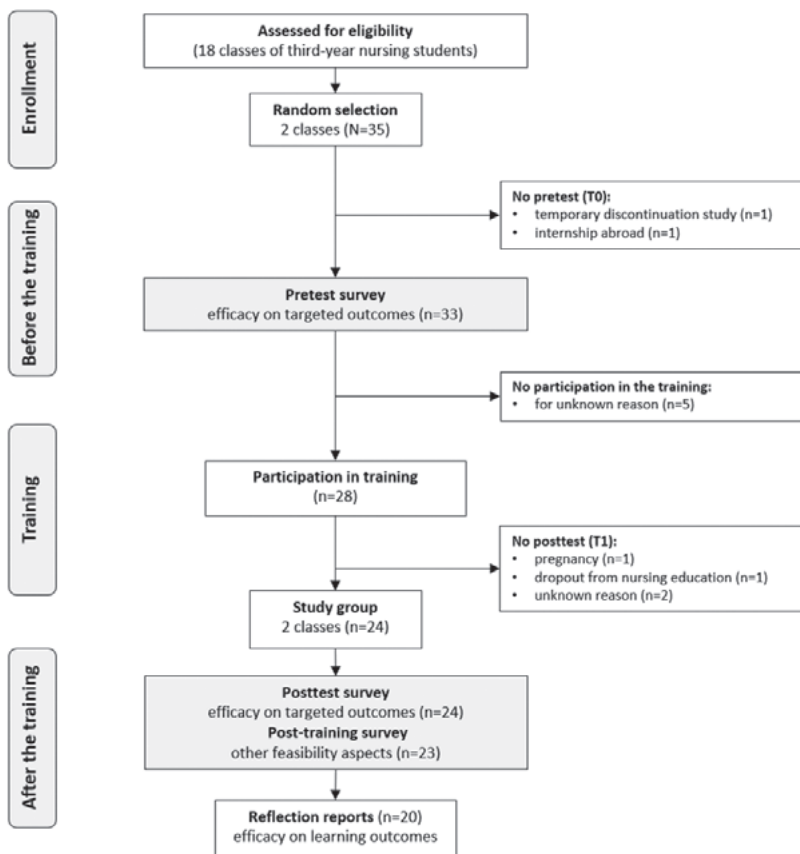 Enrollment
Assessed for eligibility
(18 classes of third-year nursing students)
Random selection
2 classes (N=35)
Before the training
No pretest (T0):
• temporary discontinuation study (n=1)
• internship abroad (n=1)
Pretest survey
efficacy on targeted outcomes (n=33)
No participation in the training:
• for unknown reason (n=5)
Training
Participation in training
(n=28)
No posttest (T1):
• pregnancy (n=1)
• dropout from nursing education (n=1)
• unknown reason (n=2)
Study group
2 classes (n=24)
After the training
Posttest survey
efficacy on targeted outcomes (n=24)
Post-training survey
other feasibility aspects (n=23)
Reflection reports (n=20)
efficacy on learning outcomes